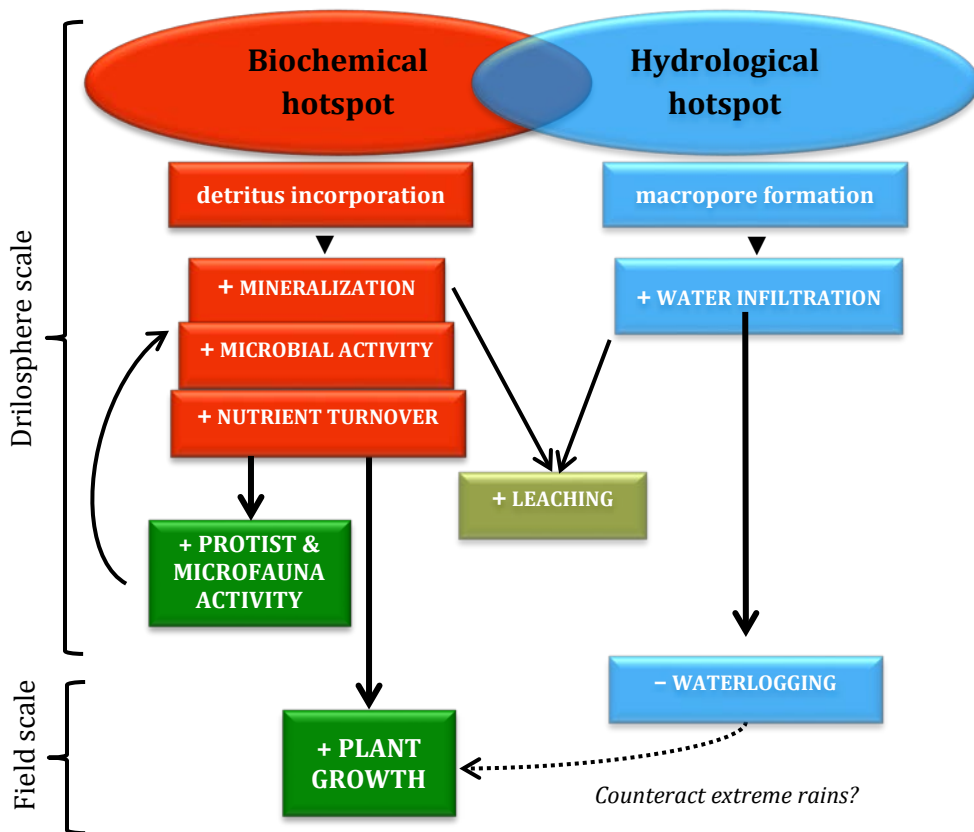 Biochemical
hotspot
Hydrological
hotspot
detritus incorporation
macropore formation
+ MINERALIZATION
+ WATER INFILTRATION
+ MICROBIAL ACTIVITY
+ NUTRIENT TURNOVER
+ LEACHING
+ PROTIST &
MICROFAUNA
ACTIVITY
Drilosphere scale
− WATERLOGGING
+ PLANT
GROWTH
Counteract extreme rains?
Field scale